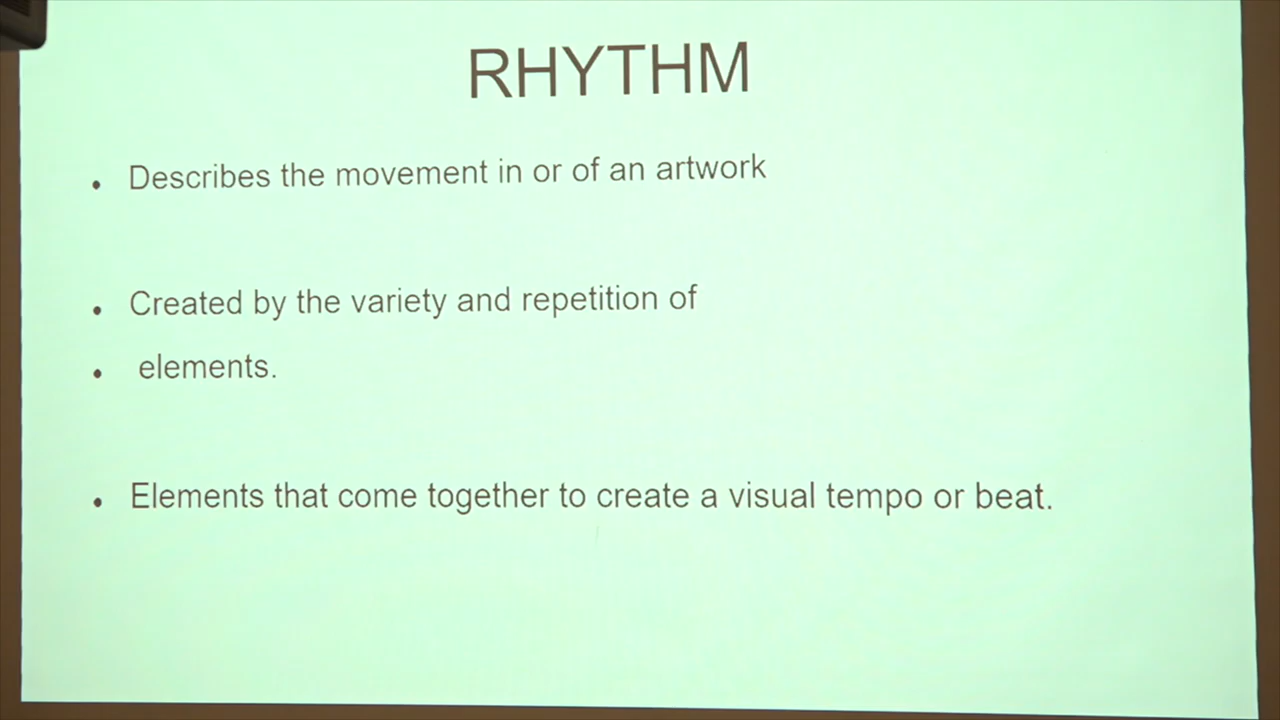 RHYTHM
• Describes the movement in or of an artwork
• Created by the variety and repetition of
• elements.
• Elements that come together to create a visual tempo or beat.